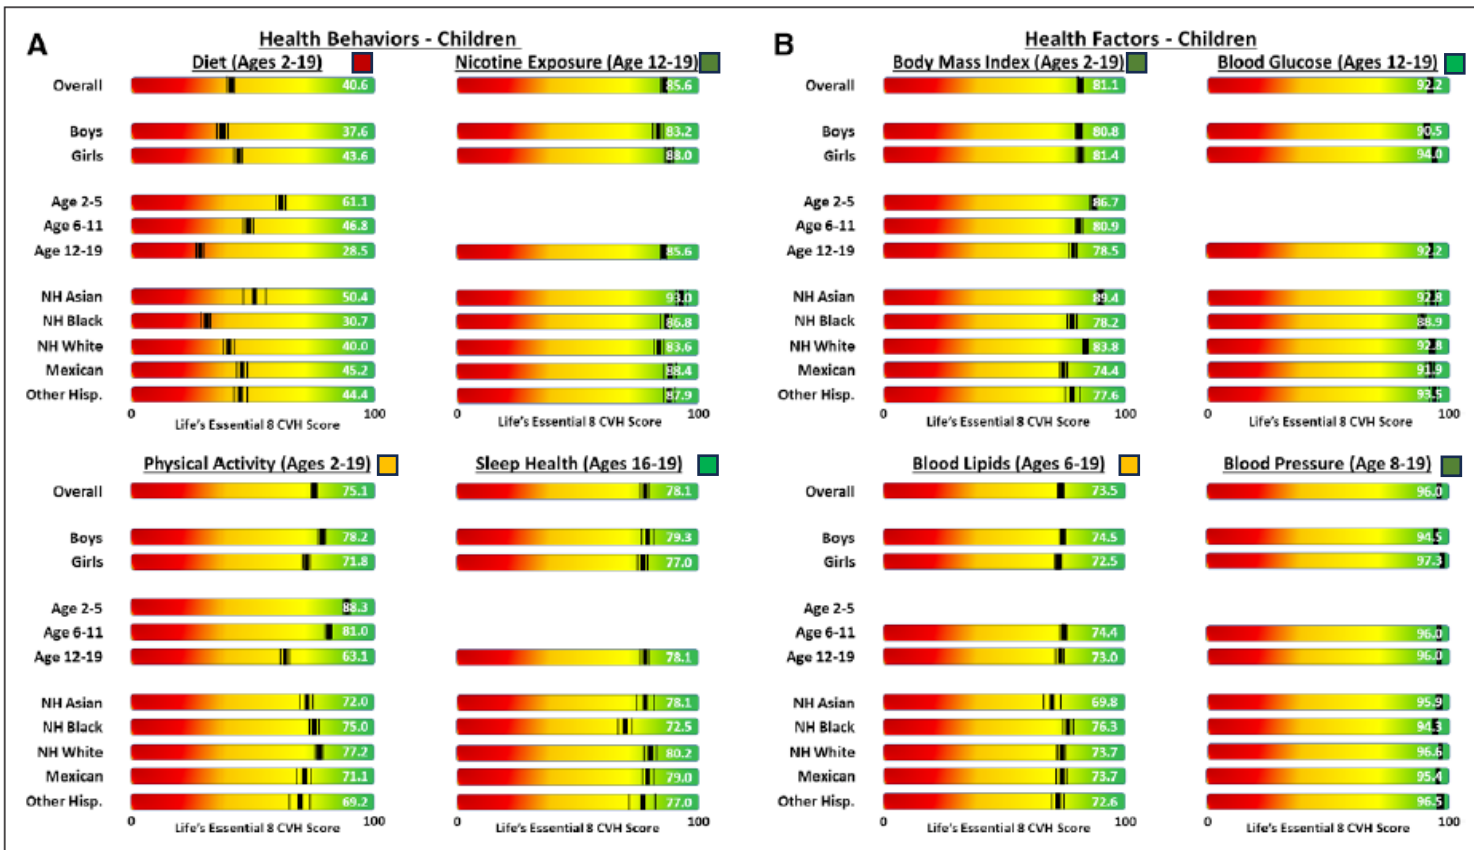 A
Health Behaviors - Children
Diet (Ages 2-19)
Nicotine Exposure (Age 12-19)
Overall 40.6 85.6
Boys 37.6 83.2
Girls 43.6 88.0
Age 2-5 61.1
Age 6-11 46.8
Age 12-19 28.5 85.6
NH Asian 50.4 93.0
NH Black 30.7 86.8
NH White 40.0 83.6
Mexican 45.2 88.4
Other Hisp. 44.4 87.9
0 100 0 100
Life's Essential 8 CVH Score Life's Essential 8 CVH Score
Physical Activity (Ages 2-19)
Sleep Health (Ages 16-19)
Overall 75.1 78.1
Boys 78.2 79.3
Girls 71.8 77.0
Age 2-5 88.3
Age 6-11 81.0
Age 12-19 63.1 78.1
NH Asian 72.0 78.1
NH Black 75.0 72.5
NH White 77.2 80.2
Mexican 71.1 79.0
Other Hisp. 69.2 77.0
0 100 0 100
Life's Essential 8 CVH Score Life's Essential 8 CVH Score
B
Health Factors - Children
Body Mass Index (Ages 2-19)
Blood Glucose (Ages 12-19)
Overall 81.1 92.2
Boys 80.8 90.5
Girls 81.4 94.0
Age 2-5 86.7
Age 6-11 80.9
Age 12-19 78.5 92.2
NH Asian 89.4 92.8
NH Black 78.2 88.9
NH White 83.8 92.8
Mexican 74.4 91.9
Other Hisp. 77.6 93.5
0 100 0 100
Life's Essential 8 CVH Score Life's Essential 8 CVH Score
Blood Lipids (Ages 6-19)
Blood Pressure (Age 8-19)
Overall 73.5 96.0
Boys 74.5 94.5
Girls 72.5 97.3
Age 2-5
Age 6-11 74.4 96.0
Age 12-19 73.0 96.0
NH Asian 69.8 95.9
NH Black 76.3 94.3
NH White 73.7 96.6
Mexican 73.7 95.4
Other Hisp. 72.6 96.5
0 100 0 100
Life's Essential 8 CVH Score Life's Essential 8 CVH Score